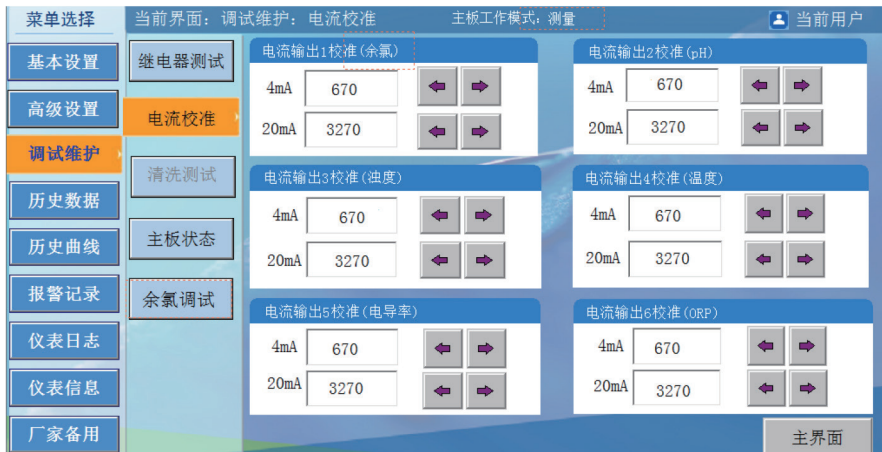 菜单选择
当前界面: 调试维护: 电流校准
主板工作模式: 测量
当前用户
基本设置
高级设置
调试维护
历史数据
历史曲线
报警记录
仪表日志
仪表信息
厂家备用
继电器测试
电流校准
清洗测试
主板状态
余氯调试
电流输出1校准(余氯)
4mA 670
20mA 3270
电流输出2校准(pH)
4mA 670
20mA 3270
电流输出3校准(浊度)
4mA 670
20mA 3270
电流输出4校准(温度)
4mA 670
20mA 3270
电流输出5校准(电导率)
4mA 670
20mA 3270
电流输出6校准(ORP)
4mA 670
20mA 3270
主界面